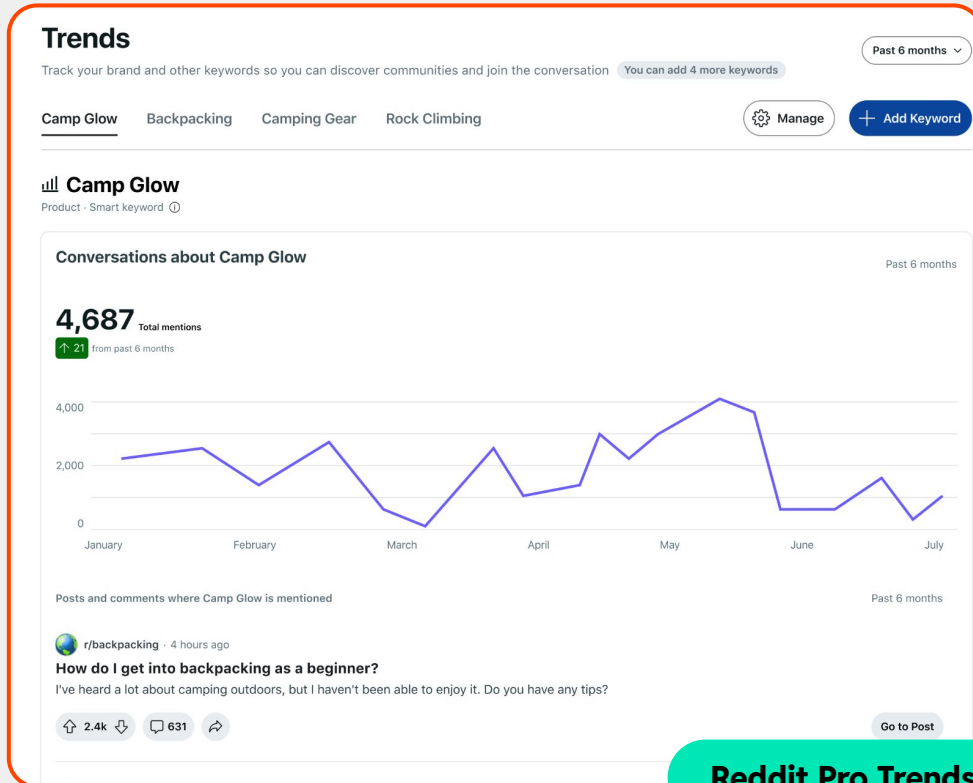 Trends
Past 6 months
Track your brand and other keywords so you can discover communities and join the conversation You can add 4 more keywords
Camp Glow Backpacking Camping Gear Rock Climbing Manage + Add Keyword
Camp Glow
Product · Smart keyword
Conversations about Camp Glow
Past 6 months
4,687 Total mentions
↑ 21 from past 6 months
4,000
2,000
0
January February March April May June July
Posts and comments where Camp Glow is mentioned Past 6 months
r/backpacking · 4 hours ago
How do I get into backpacking as a beginner?
I've heard a lot about camping outdoors, but I haven't been able to enjoy it. Do you have any tips?
2.4k 631 Go to Post
Reddit Pro Trends